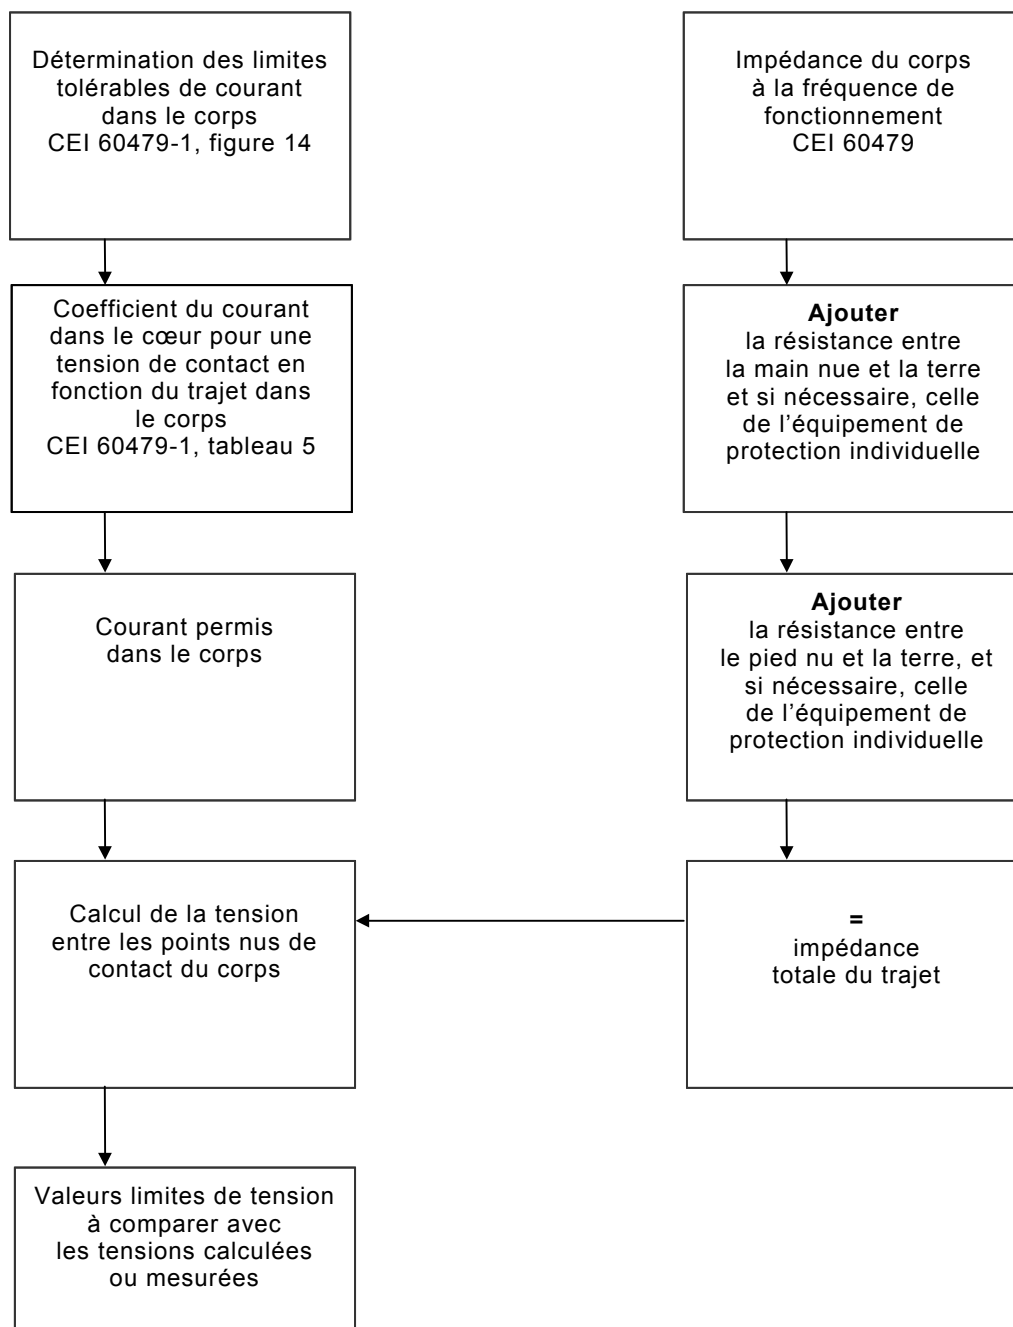 Détermination des limites
tolérables de courant
dans le corps
CEI 60479-1, figure 14
Coefficient du courant
dans le cœur pour une
tension de contact en
fonction du trajet dans
le corps
CEI 60479-1, tableau 5
Courant permis
dans le corps
Calcul de la tension
entre les points nus de
contact du corps
Valeurs limites de tension
à comparer avec
les tensions calculées
ou mesurées
Impédance du corps
à la fréquence de
fonctionnement
CEI 60479
Ajouter
la résistance entre
la main nue et la terre
et si nécessaire, celle
de l’équipement de
protection individuelle
Ajouter
la résistance entre
le pied nu et la terre, et
si nécessaire, celle
de l’équipement de
protection individuelle
=
impédance
totale du trajet